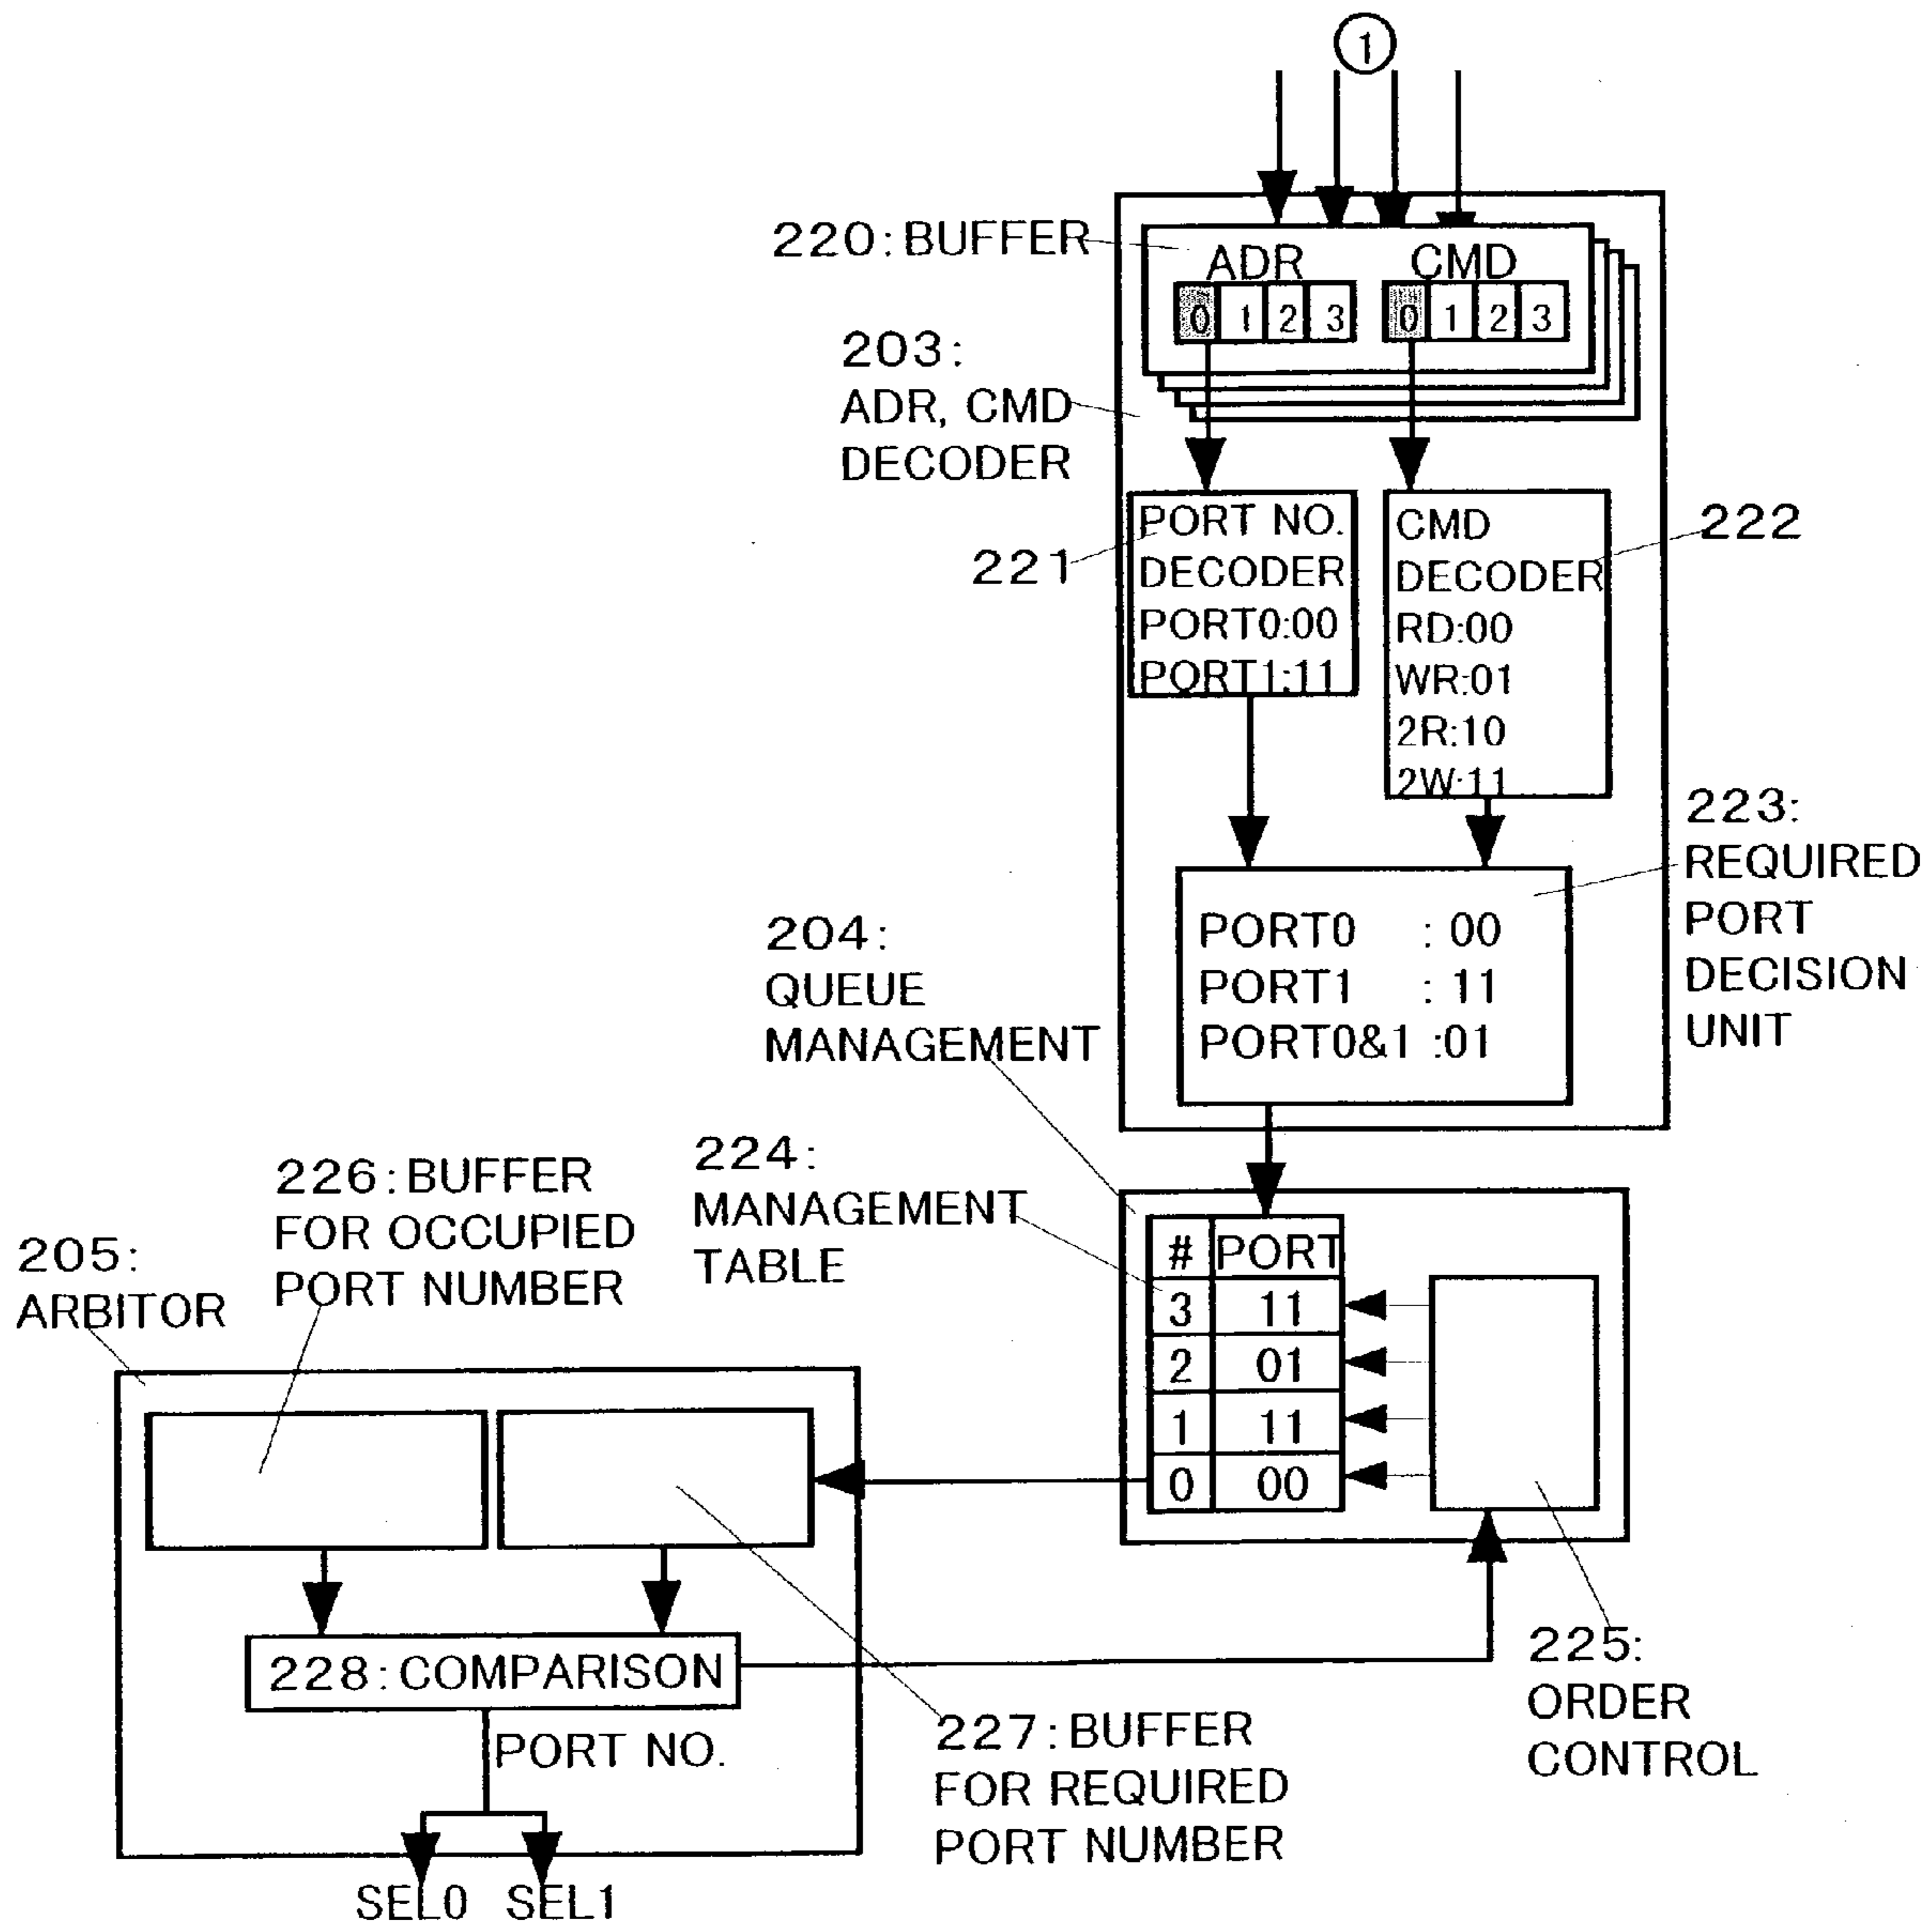 1
220:BUFFER
ADR
CMD
0 1 2 3
0 1 2 3
203:
ADR, CMD
DECODER
PORT NO.
DECODER
PORT0:00
PORT1:11
221
CMD
DECODER
RD:00
WR:01
2R:10
2W:11
222
223:
REQUIRED
PORT
DECISION
UNIT
PORT0 : 00
PORT1 : 11
PORT0&1 :01
204:
QUEUE
MANAGEMENT
224:
MANAGEMENT
TABLE
# PORT
3 11
2 01
1 11
0 00
226:BUFFER
FOR OCCUPIED
PORT NUMBER
205:
ARBITOR
228:COMPARISON
PORT NO.
227:BUFFER
FOR REQUIRED
PORT NUMBER
225:
ORDER
CONTROL
SEL0 SEL1